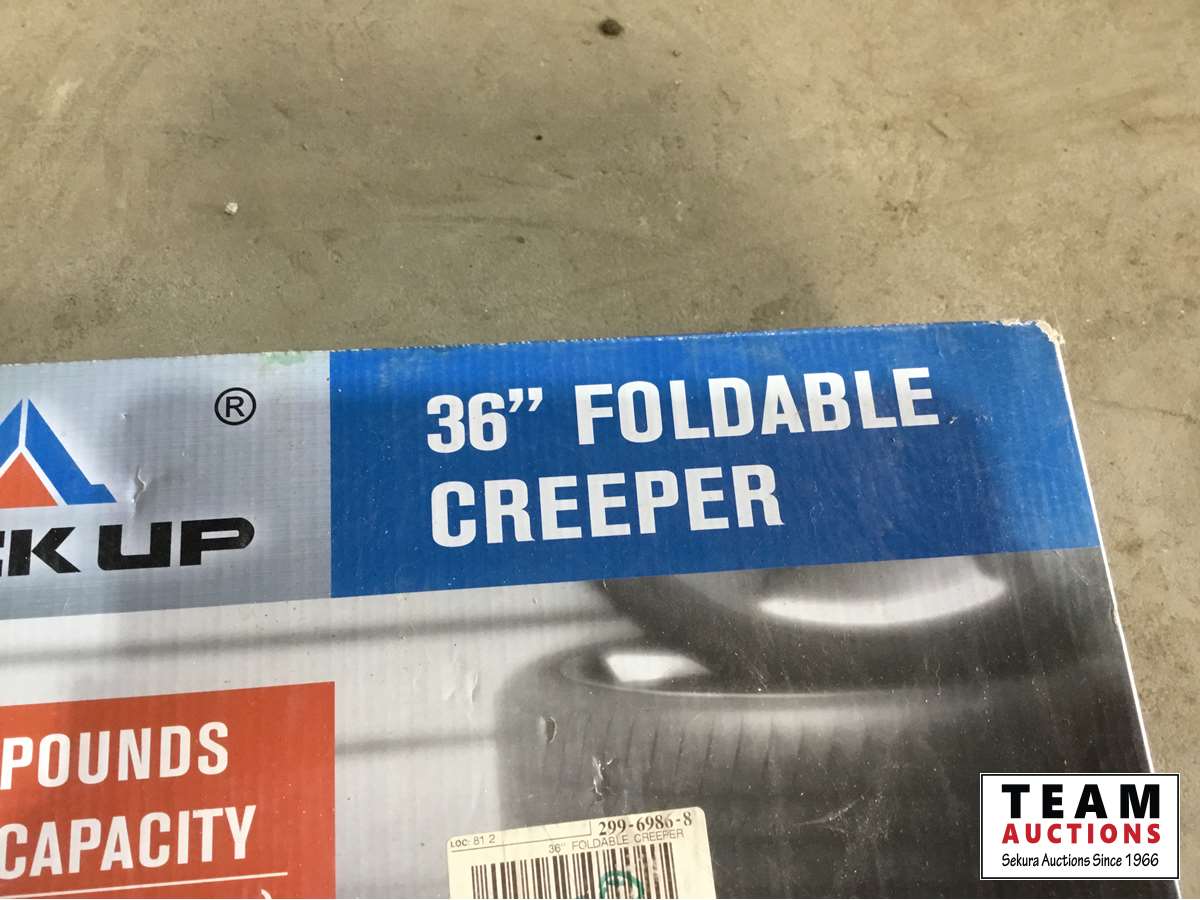 ®
36” FOLDABLE
CREEPER
UP
POUNDS
CAPACITY
299-6986-8
LOC: 81 2
36" FOLDABLE CREEPER
TEAM
AUCTIONS
Sekura Auctions Since 1966